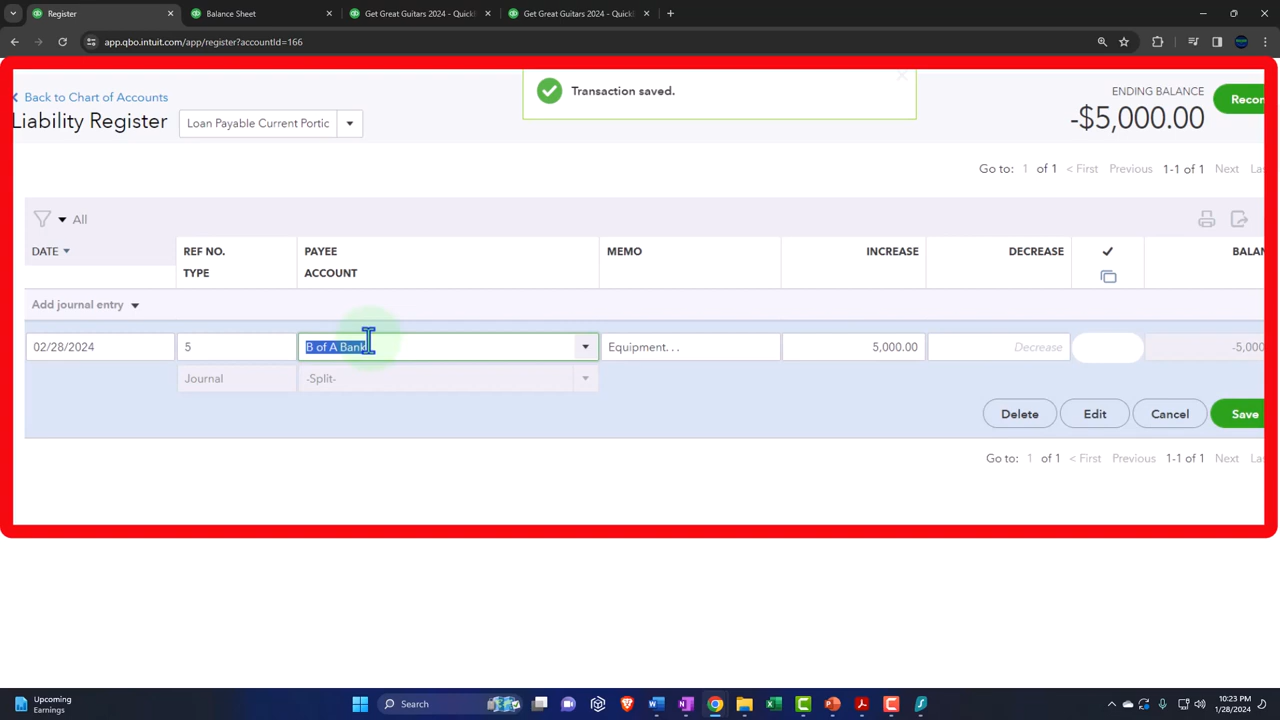 Register
Balance Sheet
Get Great Guitars 2024 - QuickB
Get Great Guitars 2024 - QuickB
app.qbo.intuit.com/app/register?accountId=166
Back to Chart of Accounts
Transaction saved.
ENDING BALANCE
Liability Register
Loan Payable Current Portic
-$5,000.00
Recon
Go to: 1 of 1 < First Previous 1-1 of 1 Next Las
All
DATE REF NO. PAYEE MEMO INCREASE DECREASE BALAN
TYPE ACCOUNT
Add journal entry
02/28/2024 5 B of A Bank Equipment. . . 5,000.00 Decrease -5,000
Journal -Split-
Delete Edit Cancel Save
Go to: 1 of 1 < First Previous 1-1 of 1 Next Las
Upcoming
Earnings
Search
10:23 PM
1/28/2024